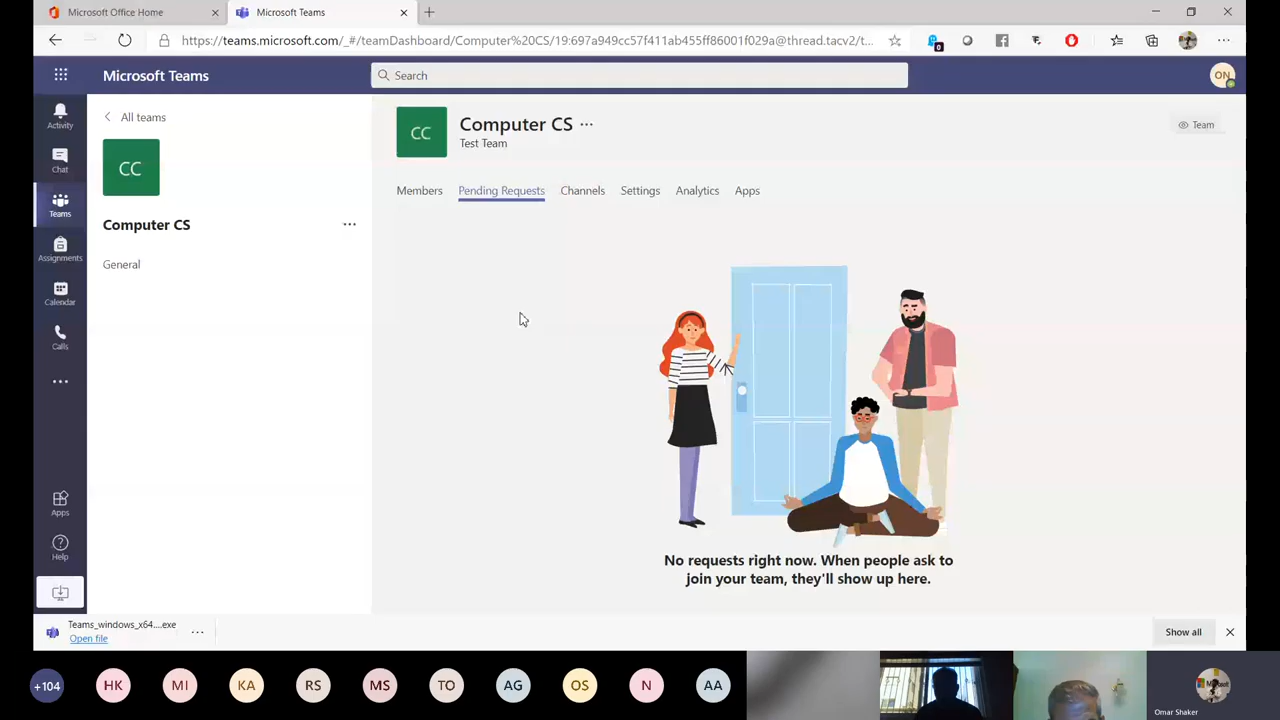 Microsoft Office Home
Microsoft Teams
https://teams.microsoft.com/_#/teamDashboard/Computer%20CS/19:697a949cc57f411ab455ff86001f029a@thread.tacv2/t...
0
Microsoft Teams
Search
ON
Activity
Chat
Teams
Assignments
Calendar
Calls
Apps
Help
All teams
CC
Computer CS
General
CC
Computer CS
Test Team
Team
Members
Pending Requests
Channels
Settings
Analytics
Apps
No requests right now. When people ask to
join your team, they'll show up here.
Teams_windows_x64....exe
Open file
Show all
+104
HK
MI
KA
RS
MS
TO
AG
OS
N
AA
Omar Shaker